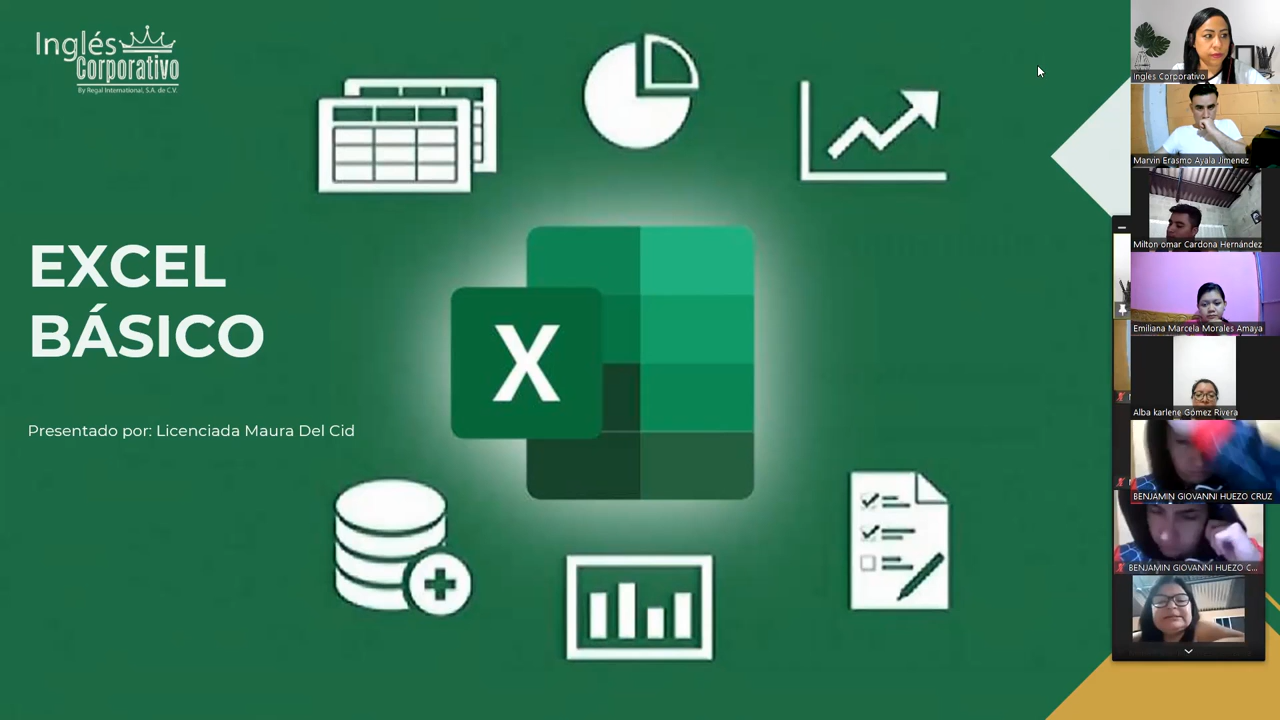 Inglés
Corporativo
By Regal International, S.A. de C.V.
EXCEL
BÁSICO
Presentado por: Licenciada Maura Del Cid
X
Ingles Corporativo
Marvin Erasmo Ayala Jimenez
Milton omar Cardona Hernández
Emiliana Marcela Morales Amaya
Alba karlene Gómez Rivera
BENJAMIN GIOVANNI HUEZO CRUZ
BENJAMIN GIOVANNI HUEZO C...